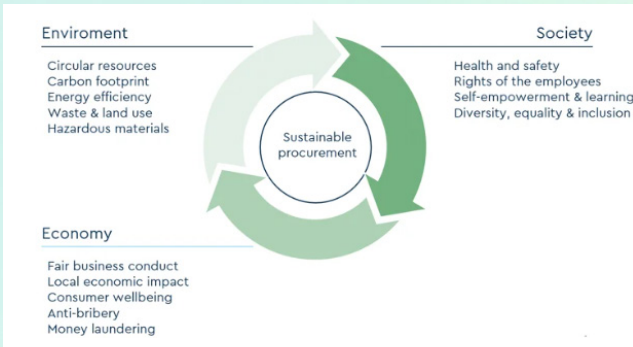 Enviroment
Circular resources
Carbon footprint
Energy efficiency
Waste & land use
Hazardous materials
Society
Health and safety
Rights of the employees
Self-empowerment & learning
Diversity, equality & inclusion
Sustainable
procurement
Economy
Fair business conduct
Local economic impact
Consumer wellbeing
Anti-bribery
Money laundering